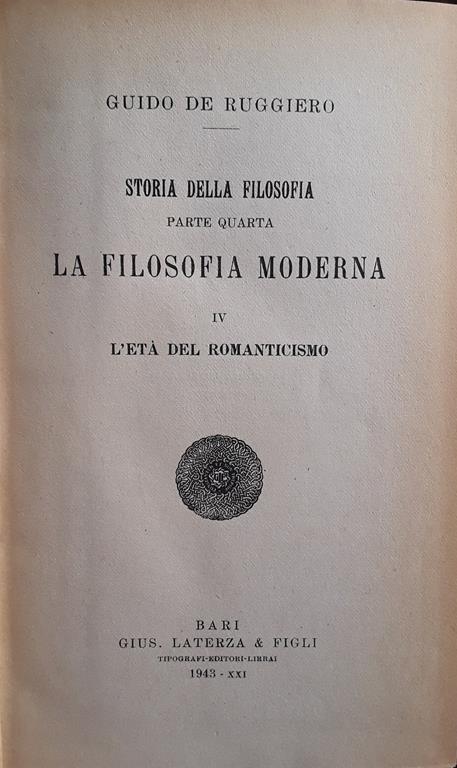 GUIDO DE RUGGIERO
STORIA DELLA FILOSOFIA
PARTE QUARTA
LA FILOSOFIA MODERNA
IV
L'ETÀ DEL ROMANTICISMO
BARI
GIUS. LATERZA & FIGLI
TIPOGRAFI-EDITORI-LIBRAI
1943 - XXI